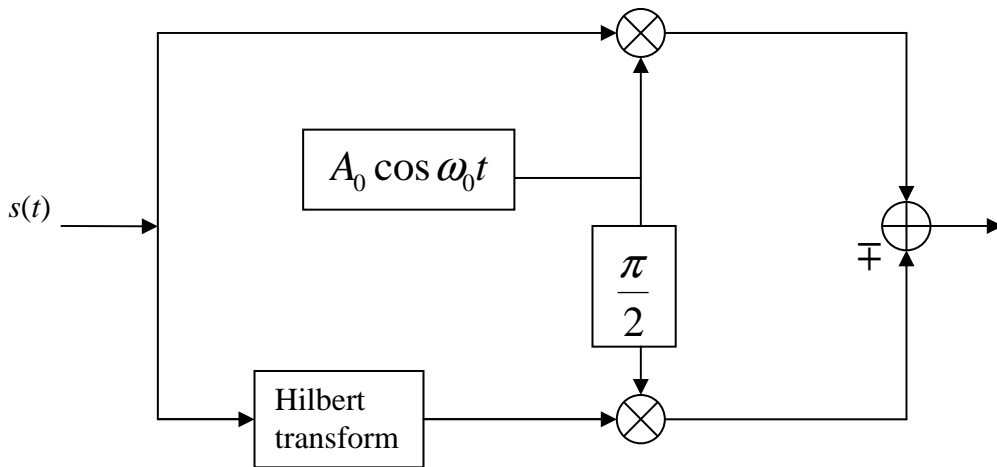 A₀ cos ω₀t
s(t)
π
2
∓
Hilbert
transform